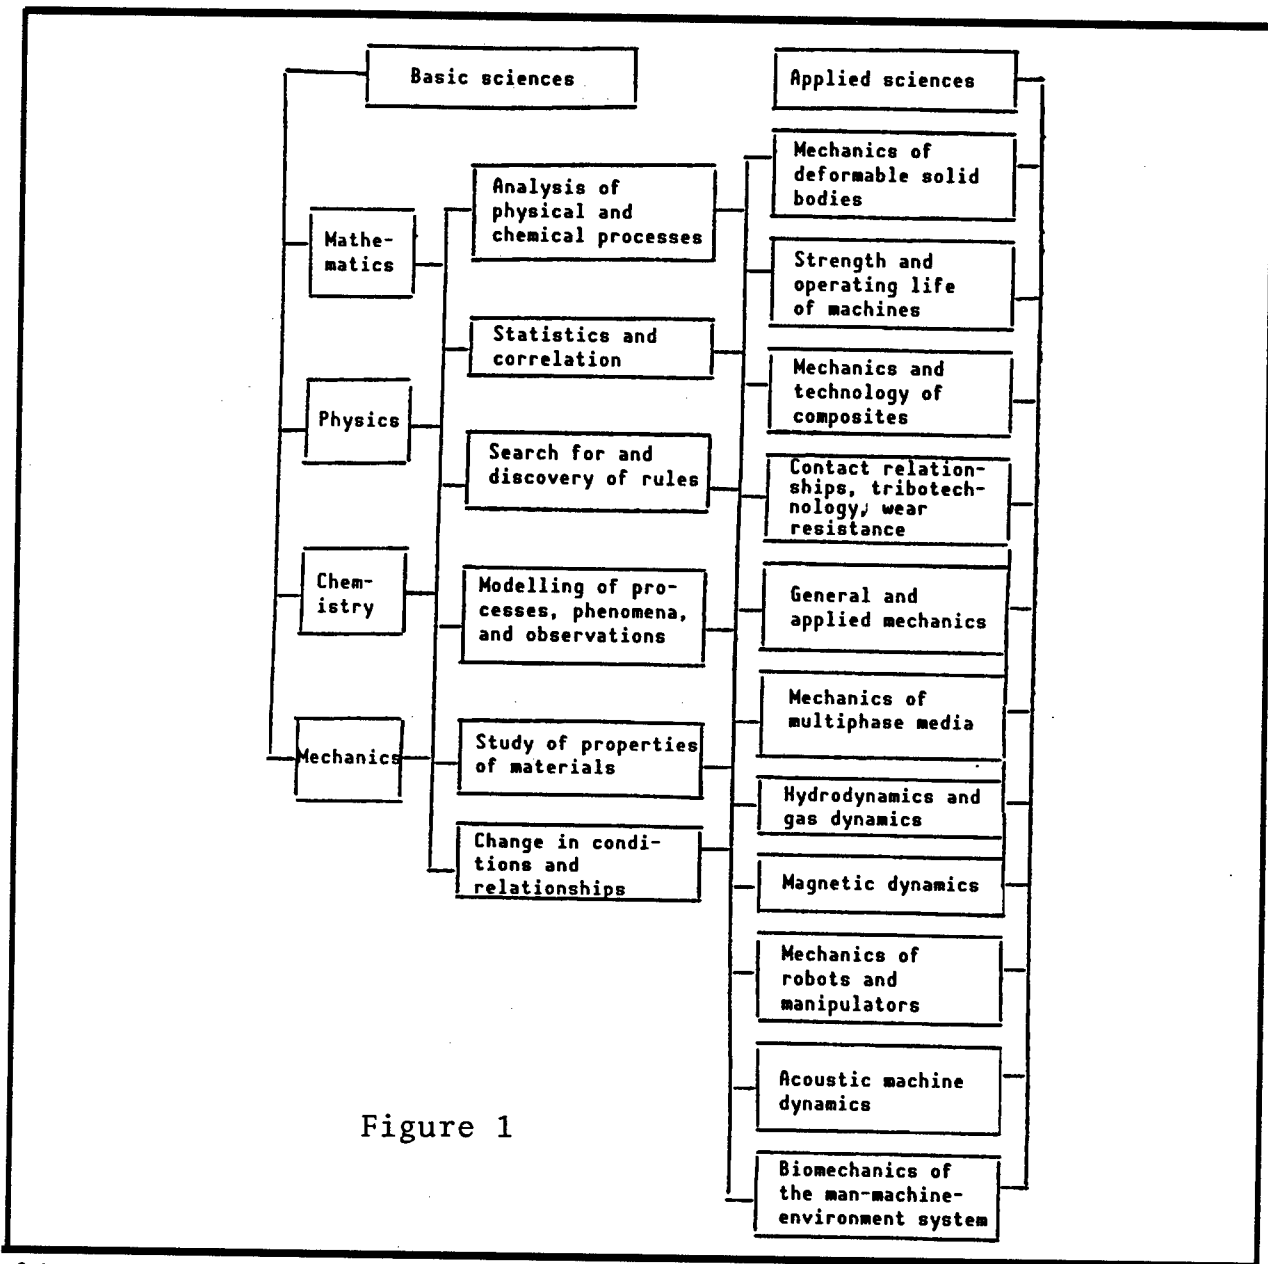 Basic sciences
Mathe-
matics
Physics
Chem-
istry
Mechanics
Analysis of
physical and
chemical processes
Statistics and
correlation
Search for and
discovery of rules
Modelling of pro-
cesses, phenomena,
and observations
Study of properties
of materials
Change in condi-
tions and
relationships
Applied sciences
Mechanics of
deformable solid
bodies
Strength and
operating life
of machines
Mechanics and
technology of
composites
Contact relation-
ships, tribotech-
nology, wear
resistance
General and
applied mechanics
Mechanics of
multiphase media
Hydrodynamics and
gas dynamics
Magnetic dynamics
Mechanics of
robots and
manipulators
Acoustic machine
dynamics
Biomechanics of
the man-machine-
environment system
Figure 1